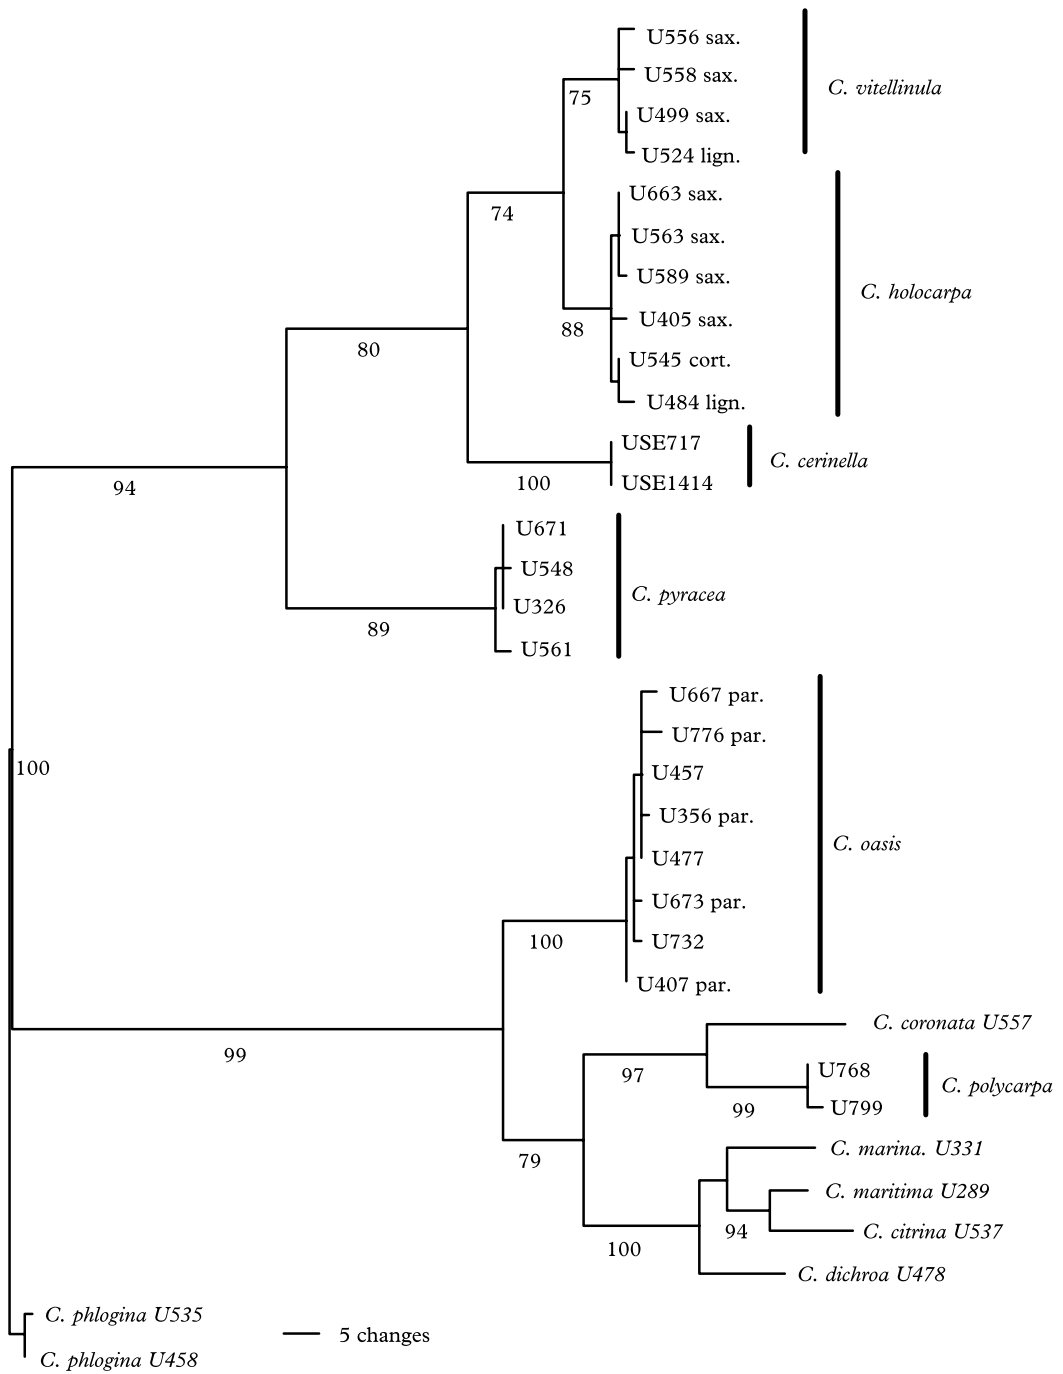 U556 sax.
U558 sax.
C. vitellinula
75
U499 sax.
U524 lign.
U663 sax.
74
U563 sax.
U589 sax.
C. holocarpa
U405 sax.
88
80
U545 cort.
U484 lign.
USE717
C. cerinella
100
USE1414
94
U671
U548
C. pyracea
U326
89
U561
U667 par.
U776 par.
100
U457
U356 par.
C. oasis
U477
U673 par.
100
U732
U407 par.
C. coronata U557
99
97
U768
C. polycarpa
99
U799
C. marina. U331
79
C. maritima U289
94
C. citrina U537
100
C. dichroa U478
C. phlogina U535
5 changes
C. phlogina U458